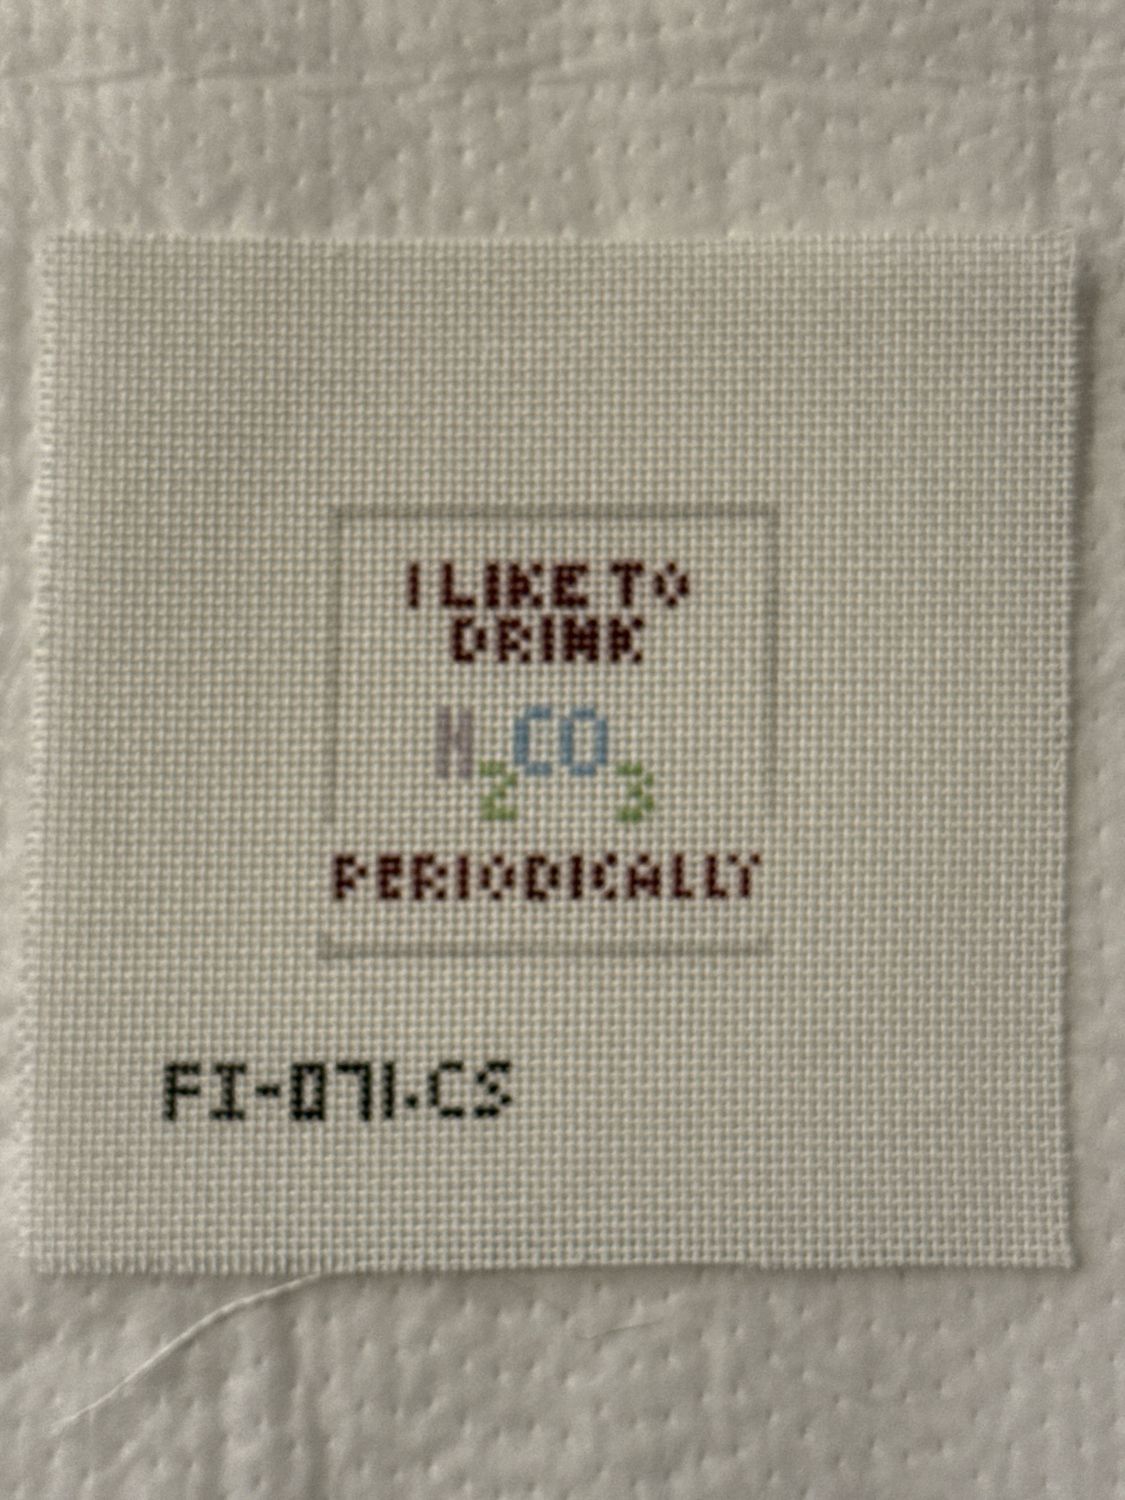 I LIKE TO
DRINK
H₂CO₃
PERIODICALLY
FI-071.CS